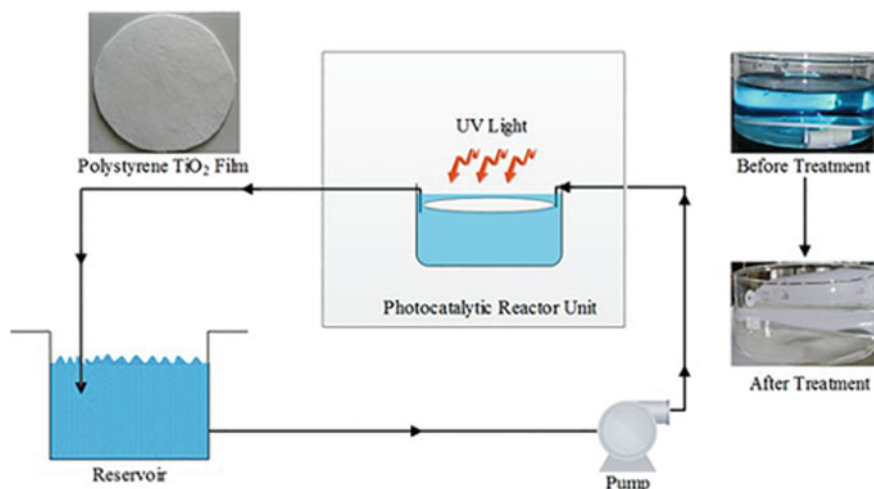 Polystyrene TiO₂ Film
UV Light
Photocatalytic Reactor Unit
Before Treatment
After Treatment
Reservoir
Pump